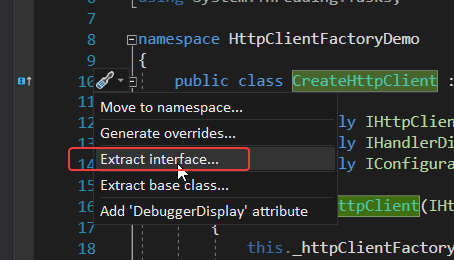 6 using System.Threading.Tasks;
7
8 namespace HttpClientFactoryDemo
9 {
10 public class CreateHttpClient :
11 Move to namespace...
12 ly IHttpClien
13 Generate overrides... ly IHandlerDi
14 Extract interface... ly IConfigura
15 Extract base class...
16 ttpClient(IHt
17 Add 'DebuggerDisplay' attribute {
18 this._httpClientFactory